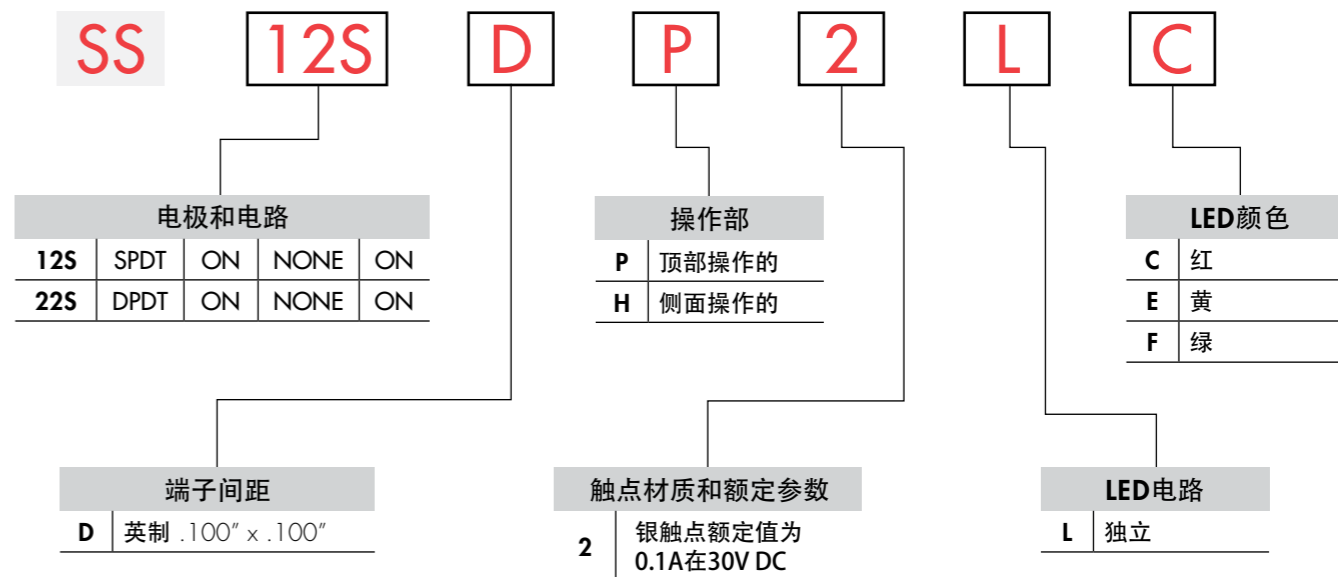 SS 12S D P 2 L C
电极和电路
12S SPDT ON NONE ON
22S DPDT ON NONE ON
操作部
P 顶部操作的
H 侧面操作的
LED颜色
C 红
E 黄
F 绿
端子间距
D 英制 .100” x .100”
触点材质和额定参数
2 银触点额定值为
0.1A在30V DC
LED电路
L 独立